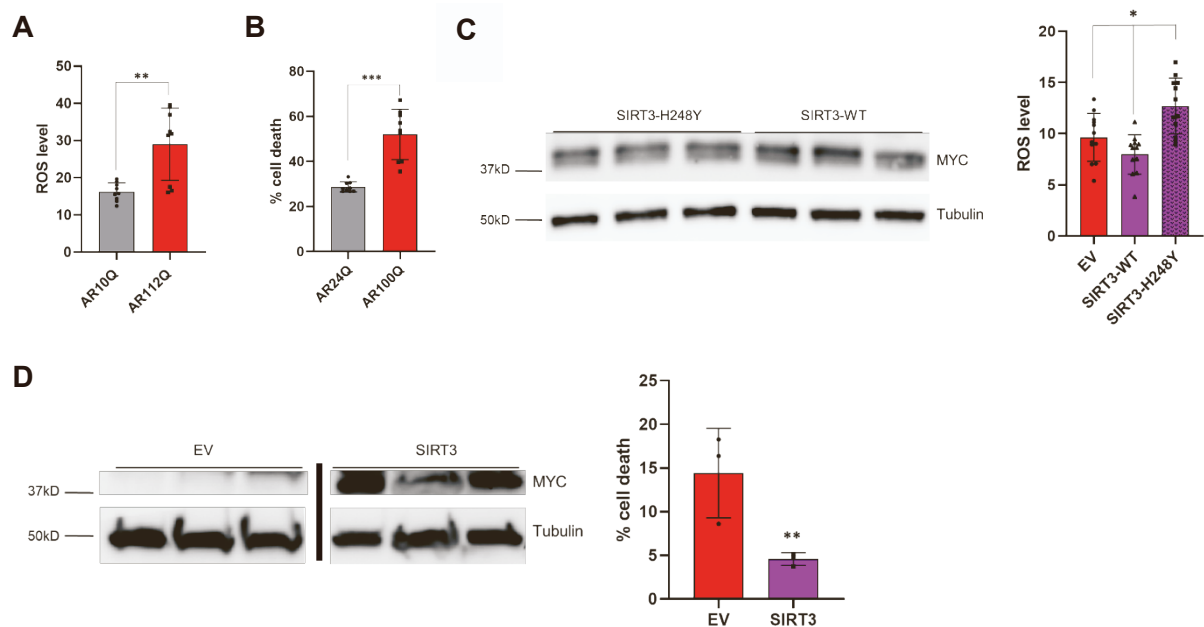 A
ROS level
50
40
30
20
10
0
**
AR10Q
AR112Q
B
% cell death
80
60
40
20
0
***
AR24Q
AR100Q
C
SIRT3-H248Y
SIRT3-WT
37kD
MYC
50kD
Tubulin
ROS level
20
15
10
5
0
*
EV
SIRT3-WT
SIRT3-H248Y
D
EV
SIRT3
37kD
MYC
50kD
Tubulin
% cell death
25
20
15
10
5
0
**
EV
SIRT3